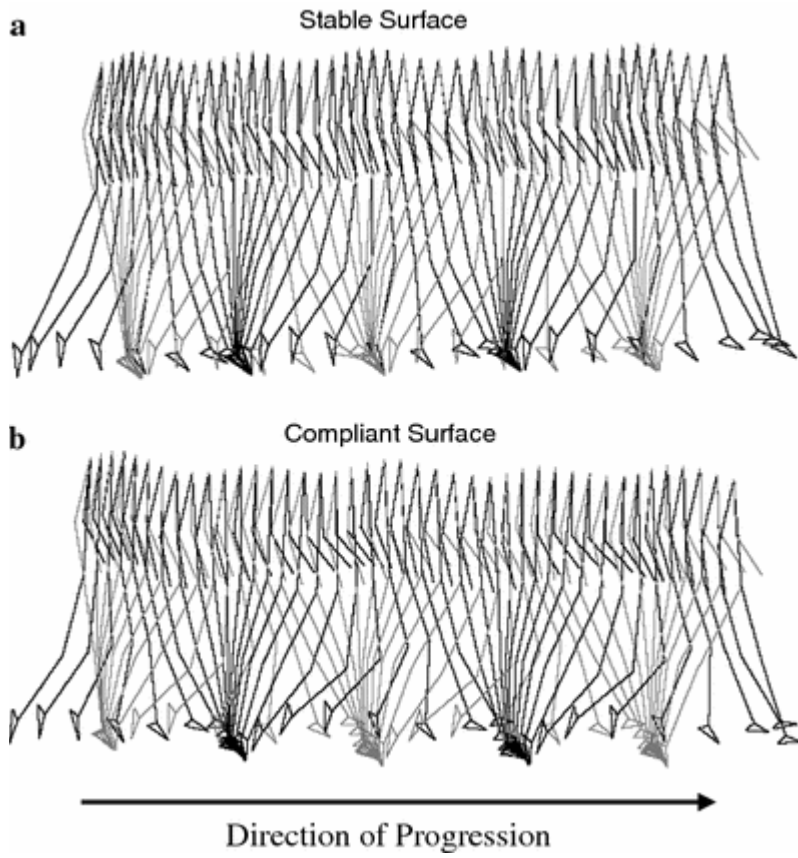 a
Stable Surface
b
Compliant Surface
Direction of Progression